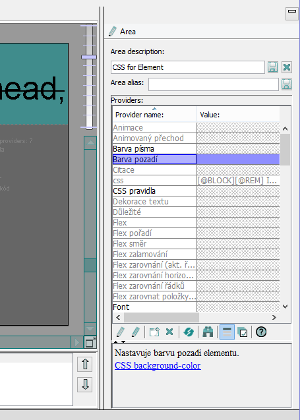 Area
Area description:
CSS for Element
nead,
Area alias:
Providers:
Provider name: Value:
Animace
Animovaný přechod
Barva písma
Barva pozadí
Citace
css [@BLOCK][@REM] I...
CSS pravidla
Dekorace textu
Důležité
Flex
Flex pořadí
Flex směr
Flex zalamování
Flex zarovnání (akt. ř...
Flex zarovnání horizo...
Flex zarovnání řádků
Flex zarovnat položky...
Font
Nastavuje barvu pozadí elementu.
CSS background-color